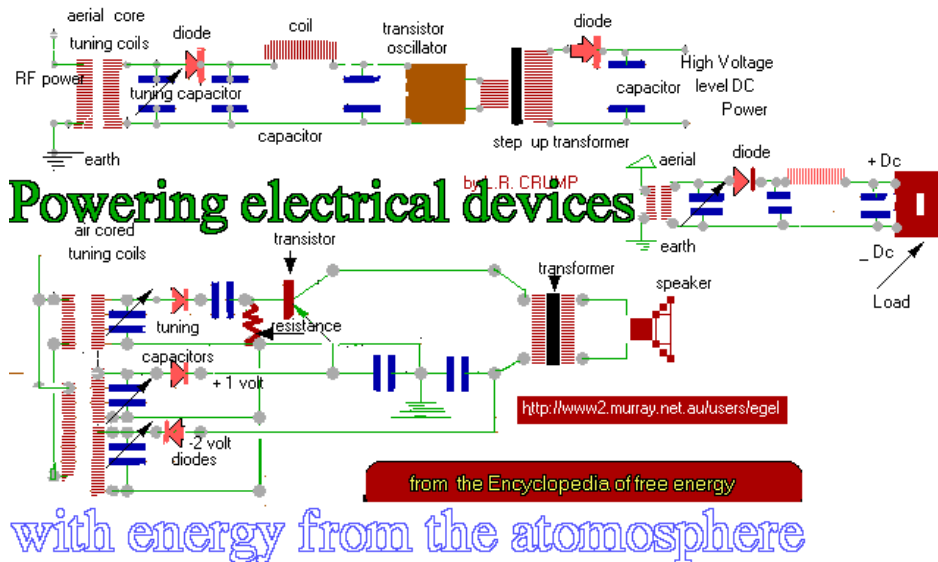 aerial core
tuning coils
diode
coil
transistor
oscillator
diode
RF power
tuning capacitor
capacitor
High Voltage
level DC
Power
capacitor
step up transformer
earth
by L.R. CRUMP
aerial
diode
+ Dc
earth
_ Dc
Load
Powering electrical devices
air cored
tuning coils
transistor
transformer
speaker
tuning
resistance
capacitors
+ 1 volt
-2 volt
diodes
http://www2.murray.net.au/users/egel
from the Encyclopedia of free energy
with energy from the atomosphere